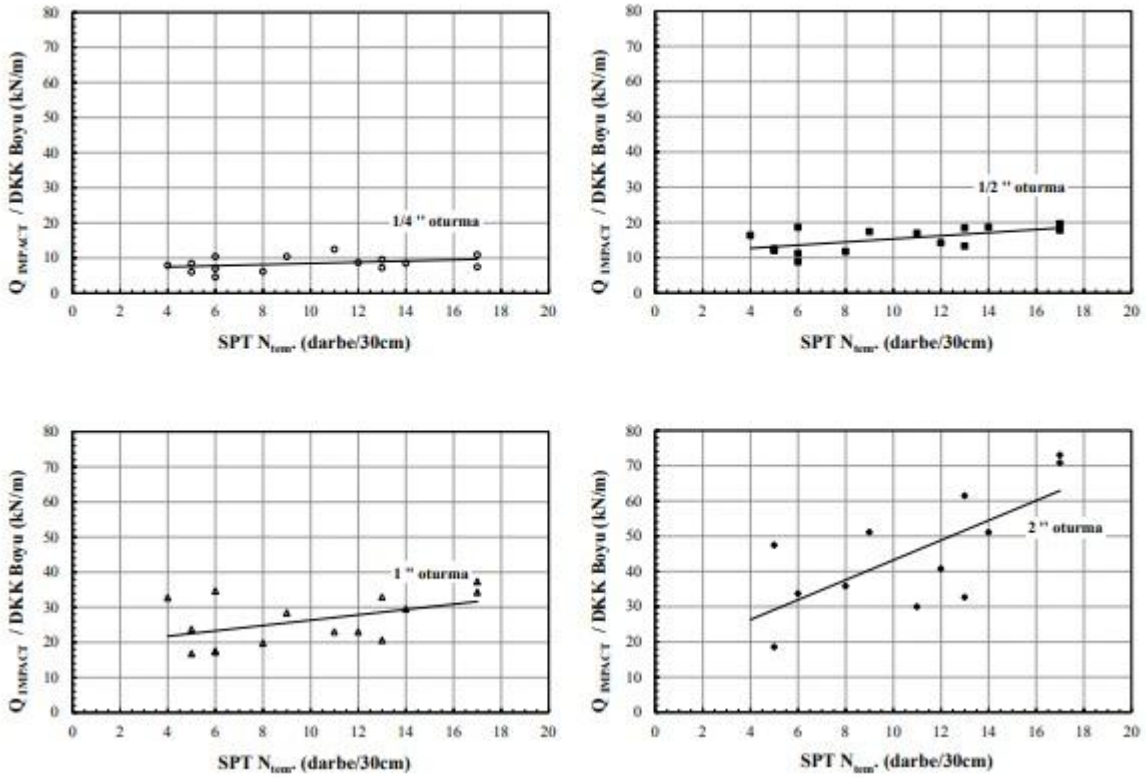 Q IMPACT / DKK Boyu (kN/m)
80
70
60
50
40
30
20
10
0
1/4 '' oturma
0 2 4 6 8 10 12 14 16 18 20
SPT Ntem. (darbe/30cm)
Q IMPACT / DKK Boyu (kN/m)
80
70
60
50
40
30
20
10
0
1/2 '' oturma
0 2 4 6 8 10 12 14 16 18 20
SPT Ntem. (darbe/30cm)
Q IMPACT / DKK Boyu (kN/m)
80
70
60
50
40
30
20
10
0
1 '' oturma
0 2 4 6 8 10 12 14 16 18 20
SPT Ntem. (darbe/30cm)
Q IMPACT / DKK Boyu (kN/m)
80
70
60
50
40
30
20
10
0
2 '' oturma
0 2 4 6 8 10 12 14 16 18 20
SPT Ntem. (darbe/30cm)